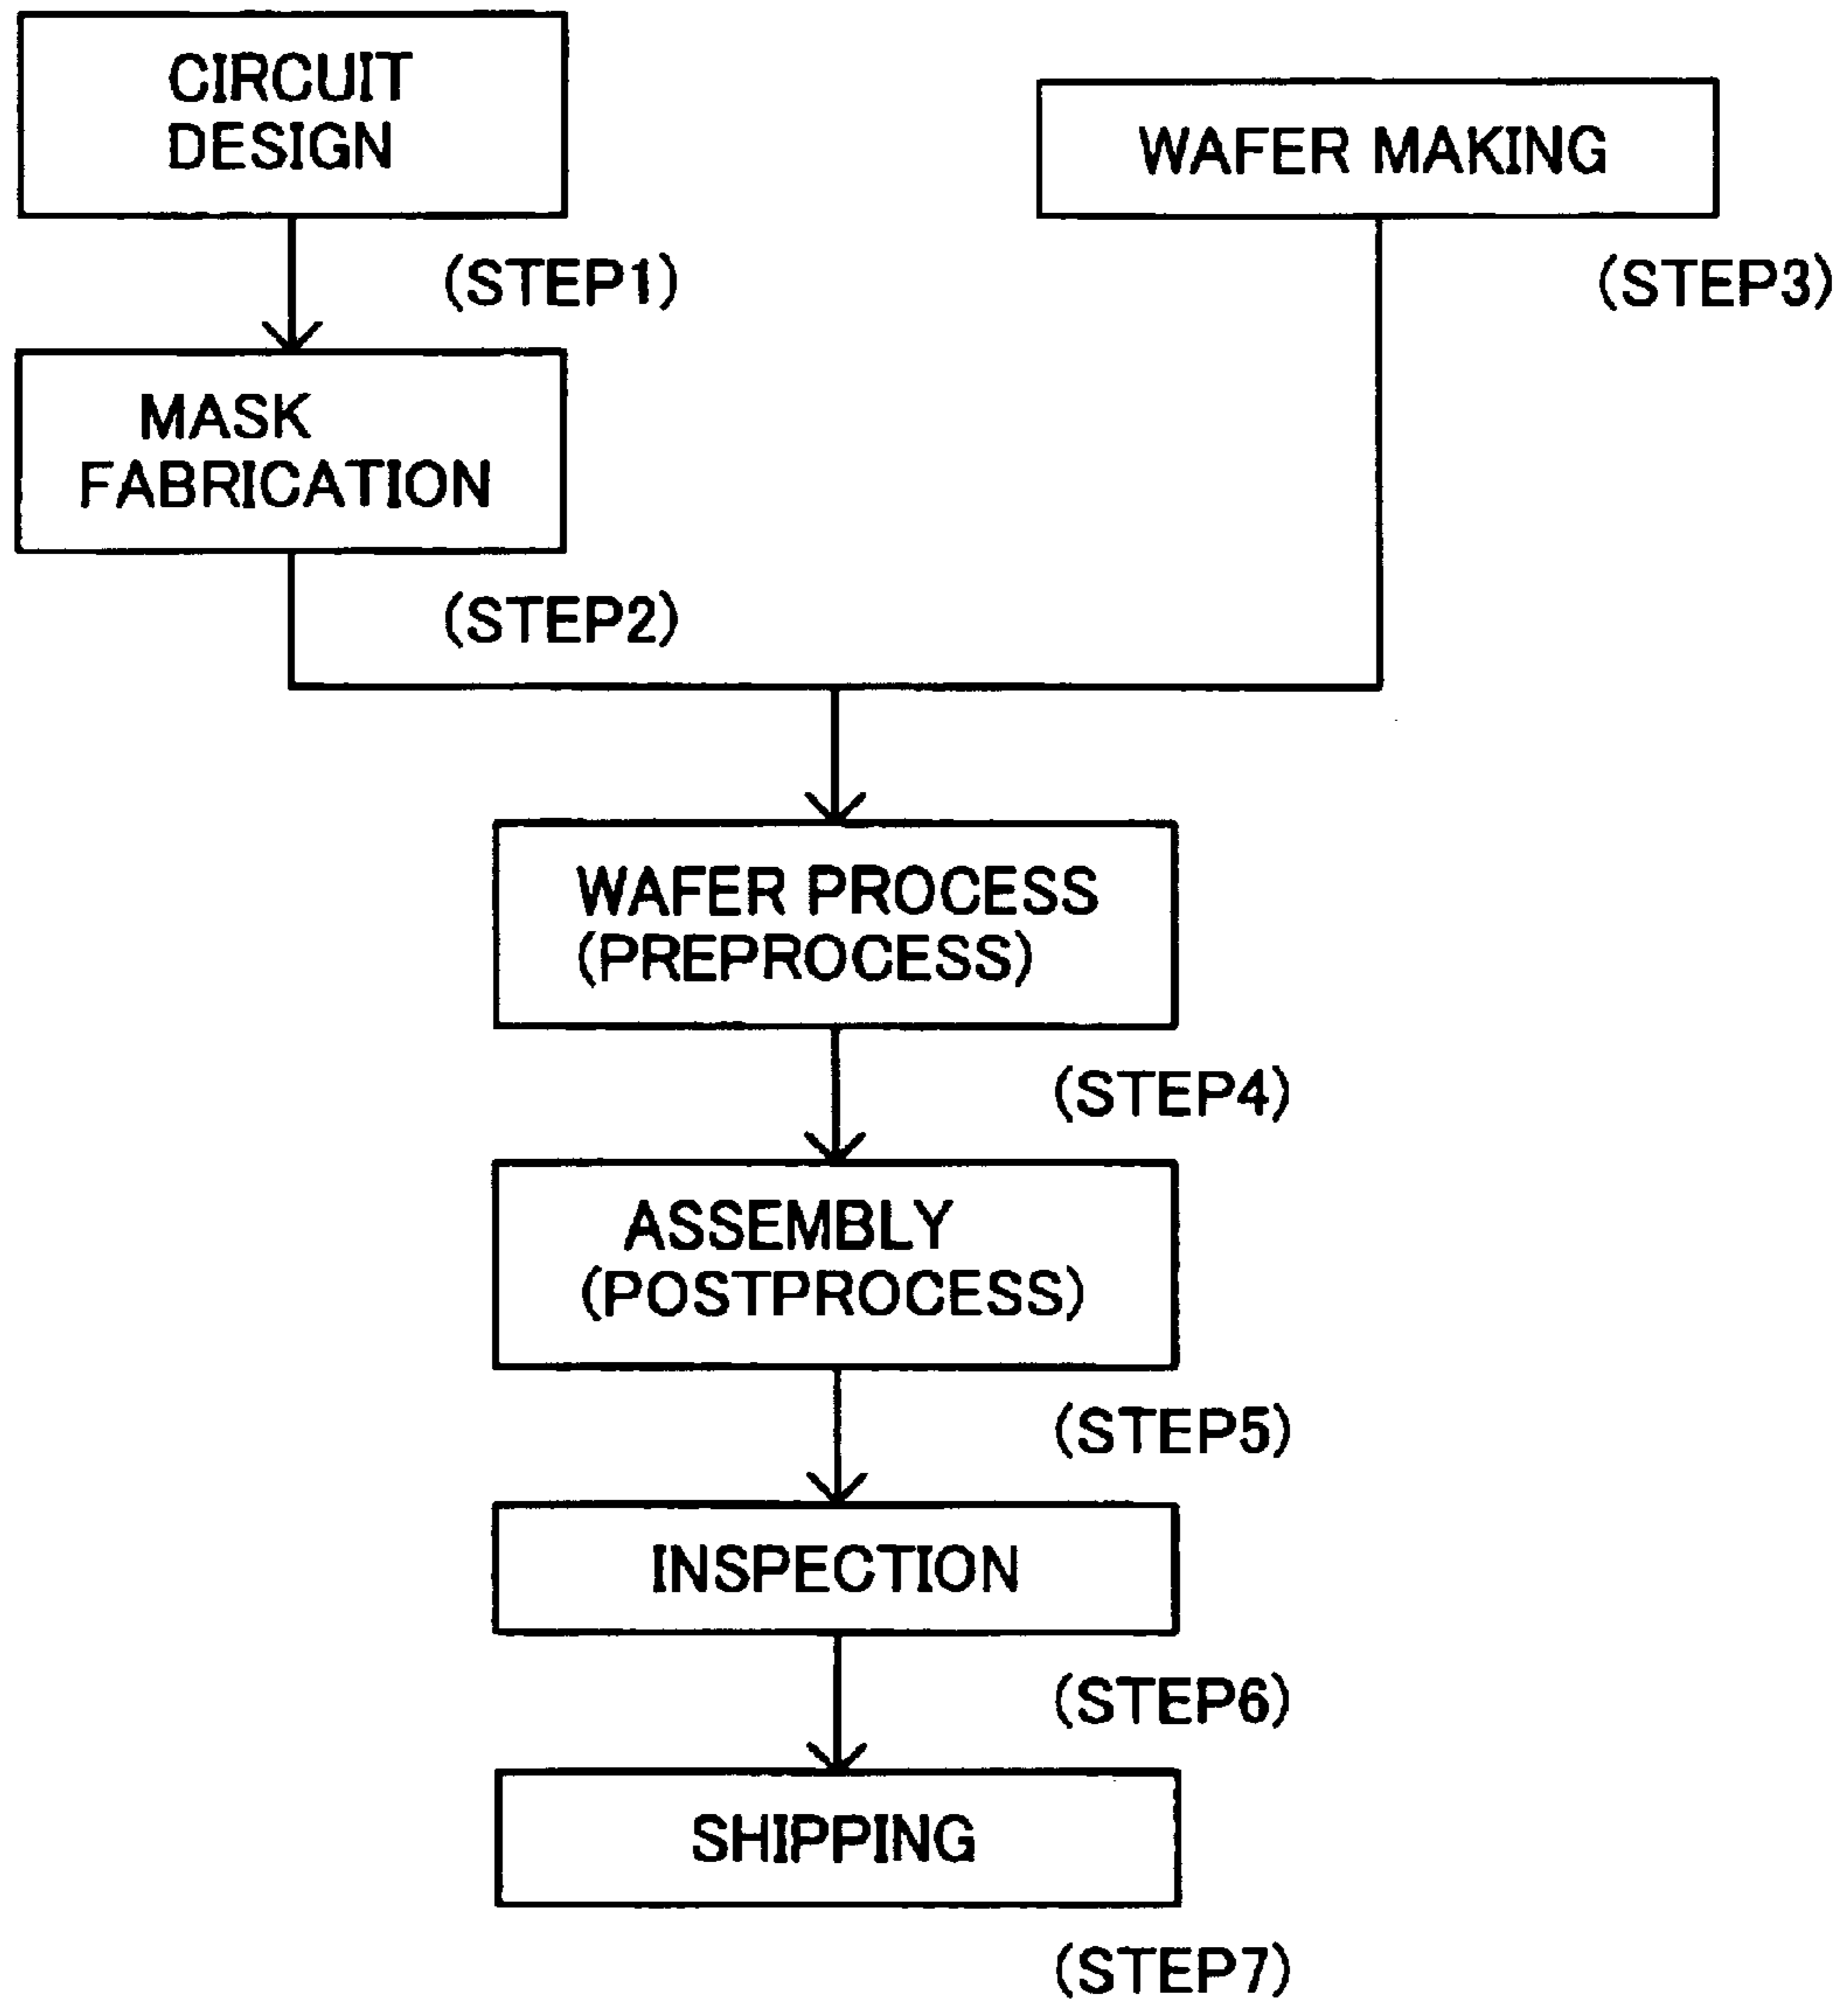 CIRCUIT
DESIGN
(STEP1)
MASK
FABRICATION
(STEP2)
WAFER MAKING
(STEP3)
WAFER PROCESS
(PREPROCESS)
(STEP4)
ASSEMBLY
(POSTPROCESS)
(STEP5)
INSPECTION
(STEP6)
SHIPPING
(STEP7)